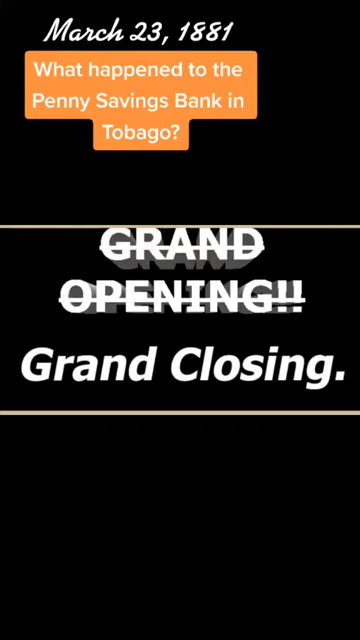 March 23, 1881
What happened to the
Penny Savings Bank in
Tobago?
GRAND
OPENING!!
Grand Closing.